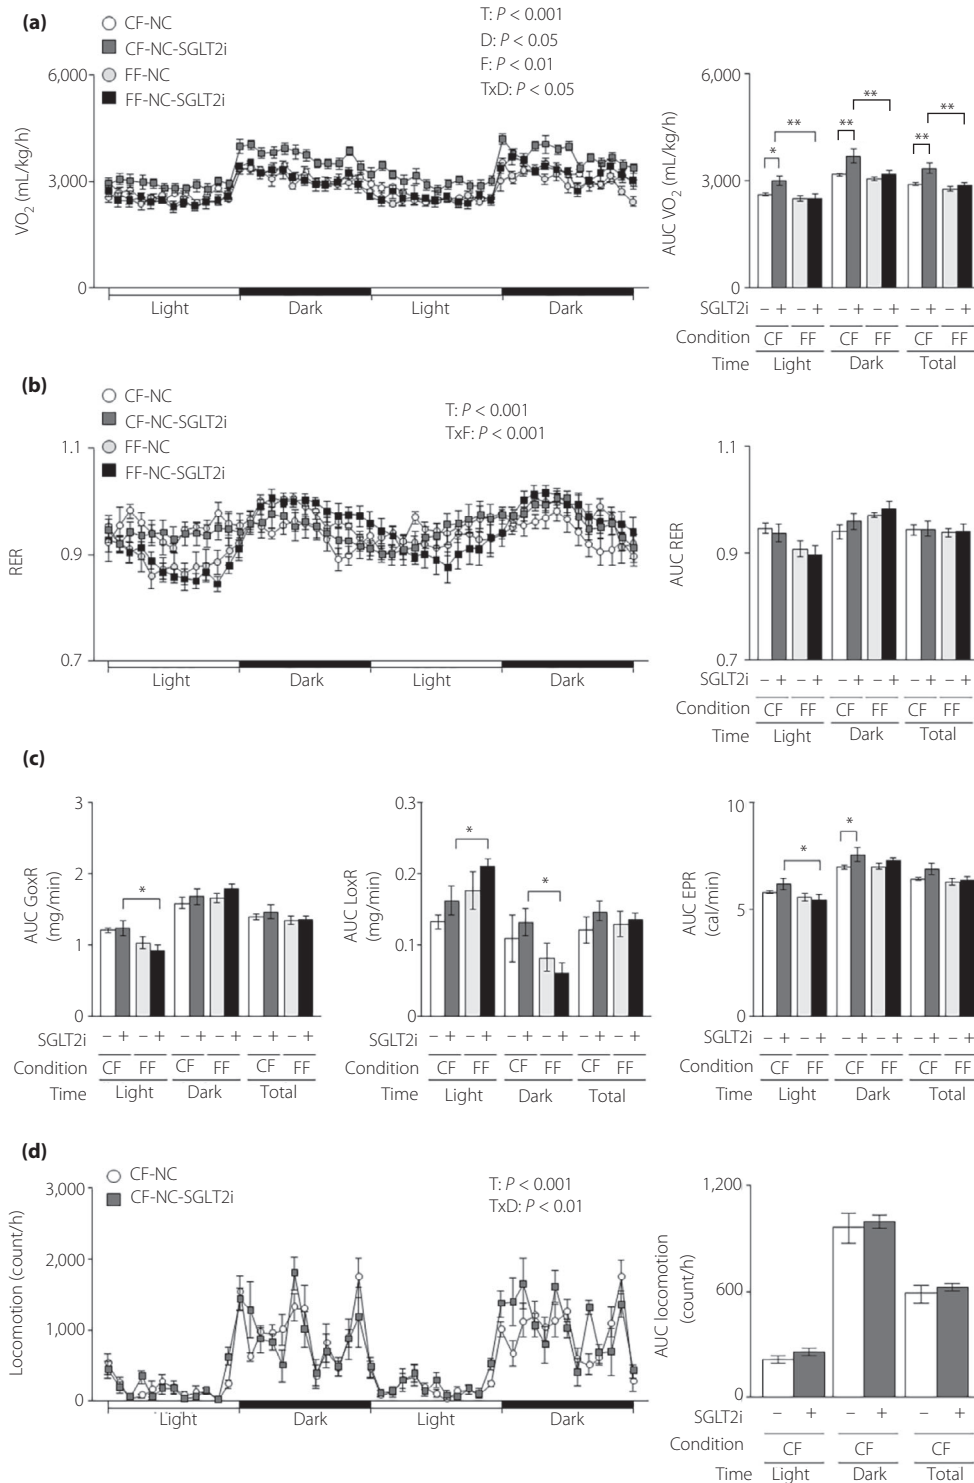 (a)
CF-NC
CF-NC-SGLT2i
FF-NC
FF-NC-SGLT2i
T: P < 0.001
D: P < 0.05
F: P < 0.01
TxD: P < 0.05
6,000
3,000
0
VO2 (mL/kg/h)
Light Dark Light Dark
6,000
3,000
0
AUC VO2 (mL/kg/h)
* ** ** ** ** **
SGLT2i − + − + − + − + − + − +
Condition CF FF CF FF CF FF
Time Light Dark Total
(b)
CF-NC
CF-NC-SGLT2i
FF-NC
FF-NC-SGLT2i
T: P < 0.001
TxF: P < 0.001
1.1
0.9
0.7
RER
Light Dark Light Dark
1.1
0.9
0.7
AUC RER
SGLT2i − + − + − + − + − + − +
Condition CF FF CF FF CF FF
Time Light Dark Total
(c)
3
2
1
0
AUC GoxR
(mg/min)
*
SGLT2i − + − + − + − + − + − +
Condition CF FF CF FF CF FF
Time Light Dark Total
0.3
0.2
0.1
0
AUC LoxR
(mg/min)
* *
SGLT2i − + − + − + − + − + − +
Condition CF FF CF FF CF FF
Time Light Dark Total
10
5
0
AUC EPR
(cal/min)
* *
SGLT2i − + − + − + − + − + − +
Condition CF FF CF FF CF FF
Time Light Dark Total
(d)
CF-NC
CF-NC-SGLT2i
T: P < 0.001
TxD: P < 0.01
3,000
2,000
1,000
0
Locomotion (count/h)
Light Dark Light Dark
1,200
600
0
AUC locomotion
(count/h)
SGLT2i − + − + − +
Condition CF CF CF
Time Light Dark Total